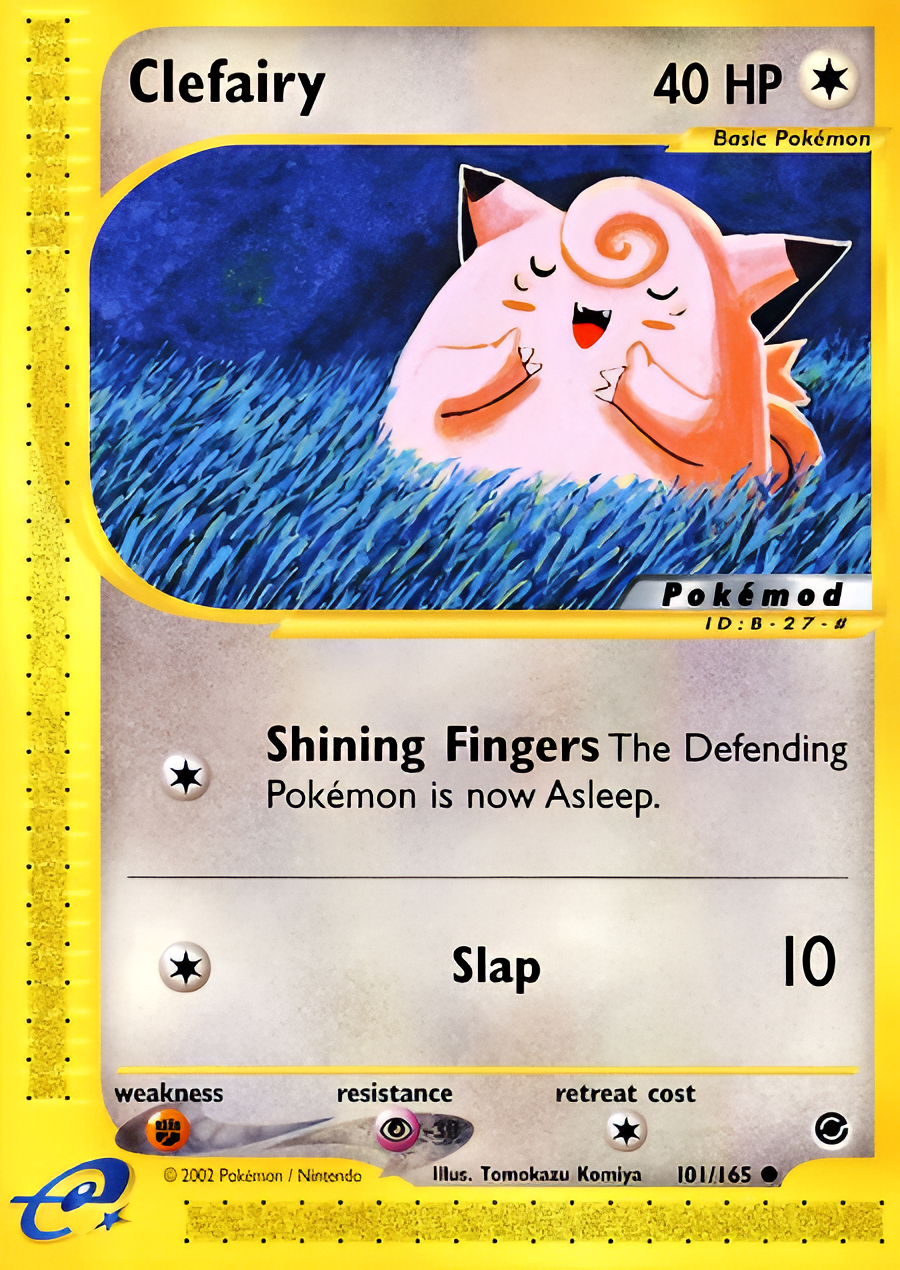 Clefairy 40 HP
Basic Pokémon
Pokémod
ID:B-27-#
Shining Fingers The Defending
Pokémon is now Asleep.
Slap 10
weakness resistance retreat cost
-30
© 2002 Pokémon / Nintendo Illus. Tomokazu Komiya 101/165
e